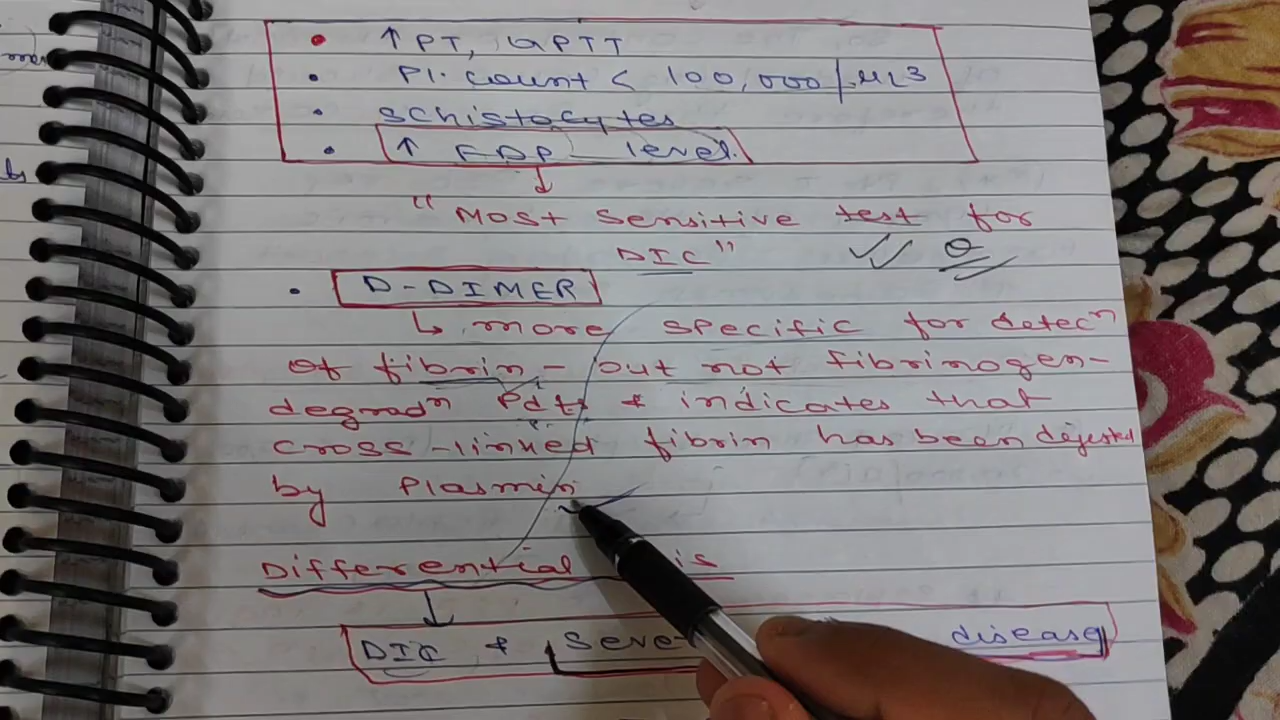 • ↑ PT, aPTT
• Pl. count < 100,000/µL3
• Schistocytes
• ↑ FDP level.
↓
"Most sensitive test for
DIC"
• D-DIMER
↳ more specific for detecⁿ
of fibrin - but not fibrinogen-
degradⁿ Pdts & indicates that
cross-linked fibrin has been digested
by Plasmin
Differential is
↓
DIC & disease